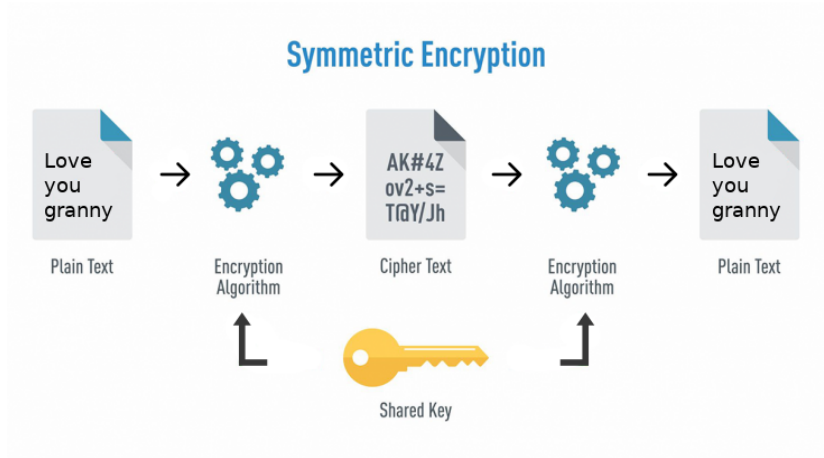 Symmetric Encryption
Love
you
granny
AK#4Z
ov2+s=
T@Y/Jh
Love
you
granny
Plain Text
Encryption
Algorithm
Cipher Text
Encryption
Algorithm
Plain Text
Shared Key